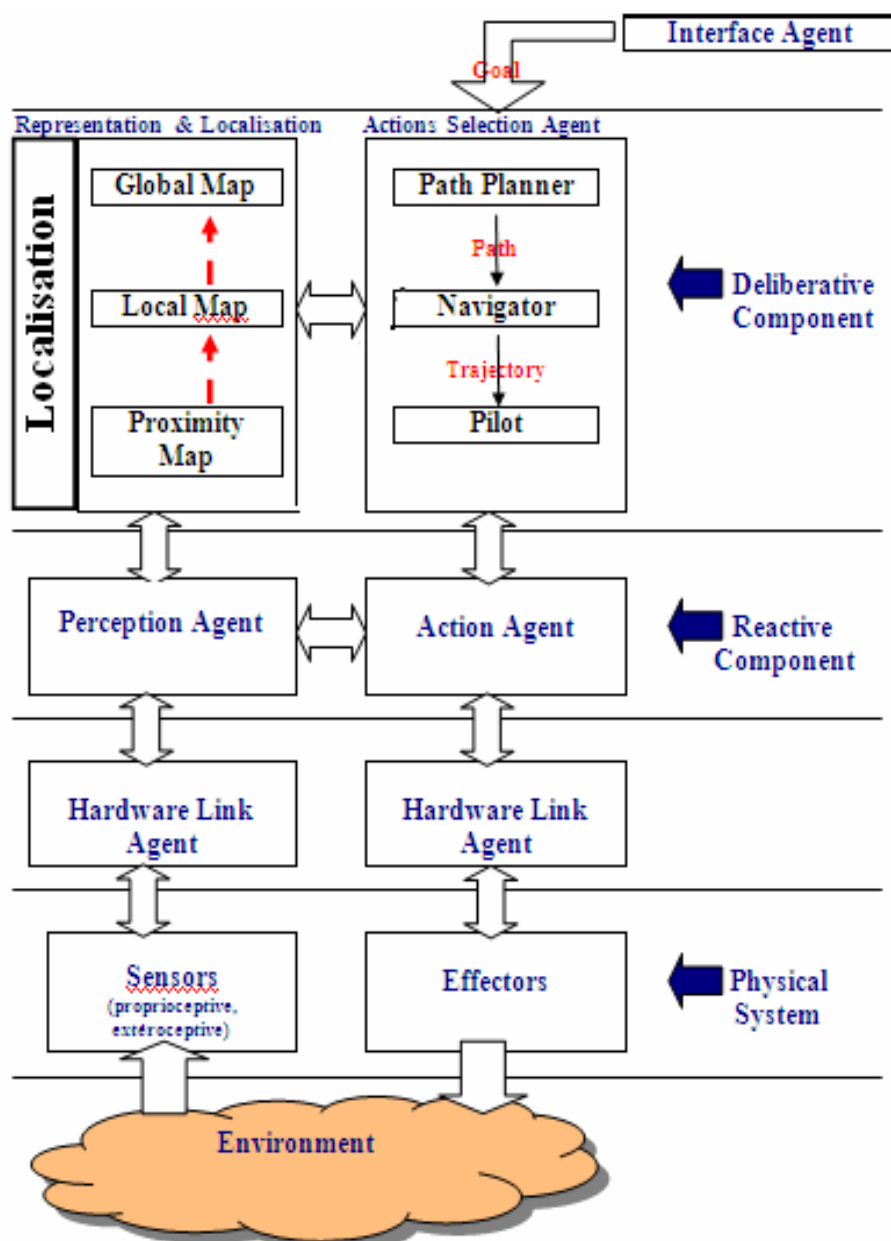 Interface Agent
Goal
Representation & Localisation
Actions Selection Agent
Localisation
Global Map
Local Map
Proximity
Map
Path Planner
Path
Navigator
Trajectory
Pilot
Deliberative
Component
Perception Agent
Action Agent
Reactive
Component
Hardware Link
Agent
Hardware Link
Agent
Sensors
(proprioceptive,
extéroceptive)
Effectors
Physical
System
Environment